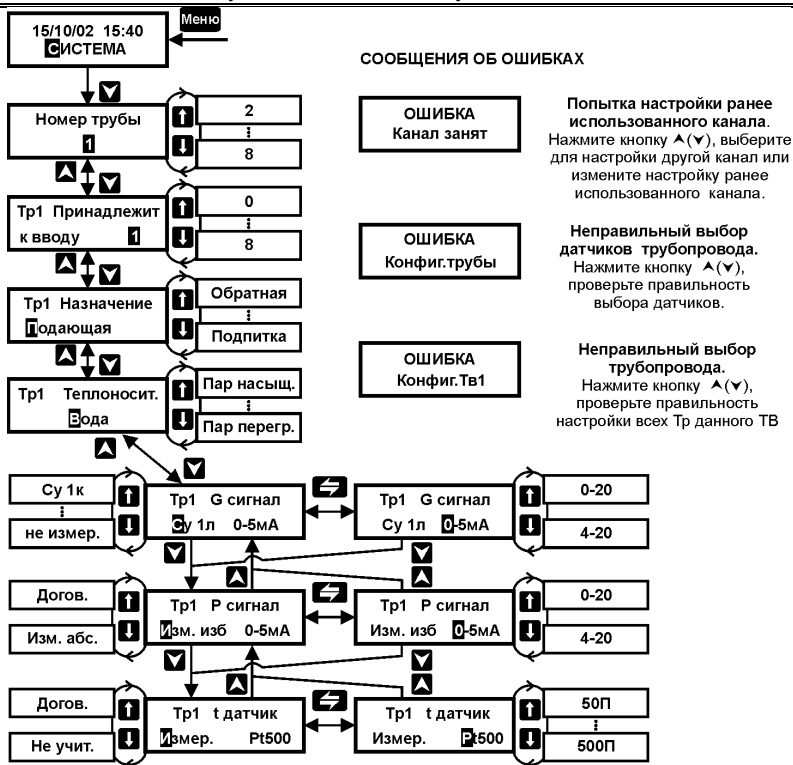 Меню
15/10/02 15:40
СИСТЕМА
СООБЩЕНИЯ ОБ ОШИБКАХ
Номер трубы
1
2
8
ОШИБКА
Канал занят
Попытка настройки ранее
использованного канала.
Нажмите кнопку ⮝(⮟), выберите
для настройки другой канал или
измените настройку ранее
использованного канала.
Тр1 Принадлежит
к вводу 1
0
8
ОШИБКА
Конфиг.трубы
Неправильный выбор
датчиков трубопровода.
Нажмите кнопку ⮝(⮟),
проверьте правильность
выбора датчиков.
Тр1 Назначение
Подающая
Обратная
Подпитка
ОШИБКА
Конфиг.Тв1
Неправильный выбор
трубопровода.
Нажмите кнопку ⮝(⮟),
проверьте правильность
настройки всех Тр данного ТВ
Тр1 Теплоносит.
Вода
Пар насыщ.
Пар перегр.
Су 1к
не измер.
Тр1 G сигнал
Су 1л 0-5мА
Тр1 G сигнал
Су 1л 0-5мА
0-20
4-20
Догов.
Изм. абс.
Тр1 Р сигнал
Изм. изб 0-5мА
Тр1 Р сигнал
Изм. изб 0-5мА
0-20
4-20
Догов.
Не учит.
Тр1 t датчик
Измер. Pt500
Тр1 t датчик
Измер. Pt500
50П
500П